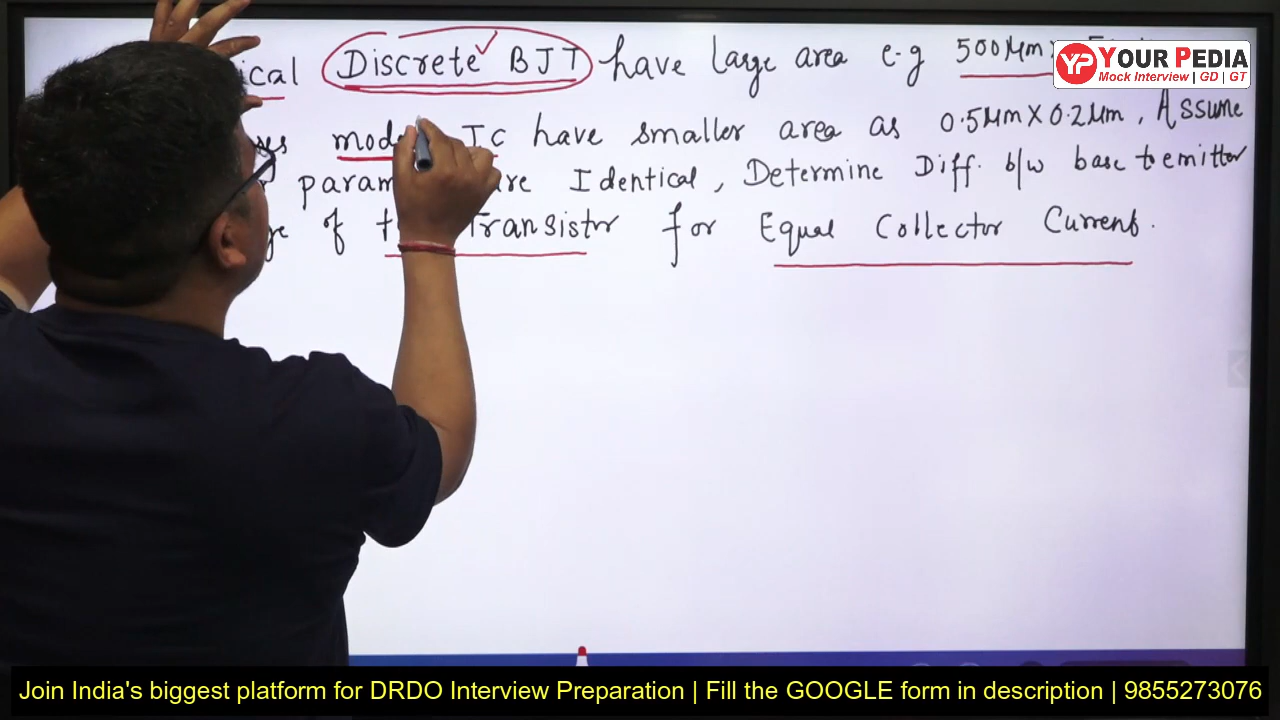 ical Discrete BJT have large area e-g 500μm
YP YOUR PEDIA
Mock Interview | GD | GT
mod Ic have smaller area as 0.5μm X 0.2μm, Assume
param are Identical, Determine Diff. b/w base to emitter
of Transistor for Equal Collector Current.
Join India's biggest platform for DRDO Interview Preparation | Fill the GOOGLE form in description | 9855273076